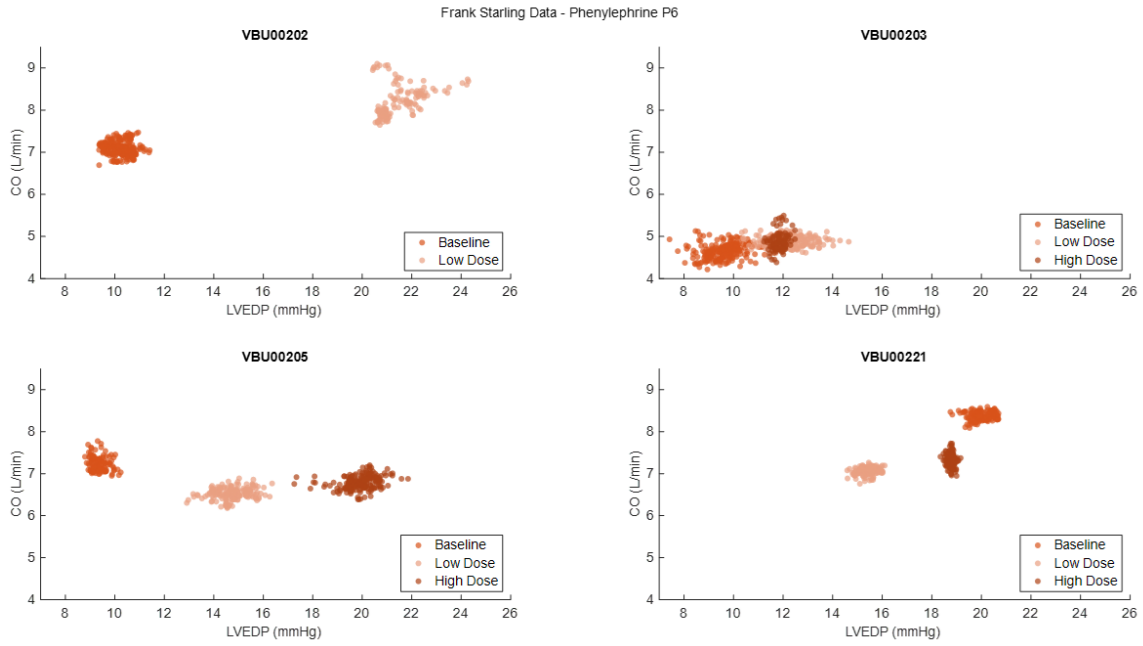 Frank Starling Data - Phenylephrine P6
VBU00202
9
8
7
6
5
4
CO (L/min)
8 10 12 14 16 18 20 22 24 26
LVEDP (mmHg)
Baseline
Low Dose
VBU00203
9
8
7
6
5
4
CO (L/min)
8 10 12 14 16 18 20 22 24 26
LVEDP (mmHg)
Baseline
Low Dose
High Dose
VBU00205
9
8
7
6
5
4
CO (L/min)
8 10 12 14 16 18 20 22 24 26
LVEDP (mmHg)
Baseline
Low Dose
High Dose
VBU00221
9
8
7
6
5
4
CO (L/min)
8 10 12 14 16 18 20 22 24 26
LVEDP (mmHg)
Baseline
Low Dose
High Dose